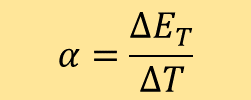 α = ΔE_T / ΔT